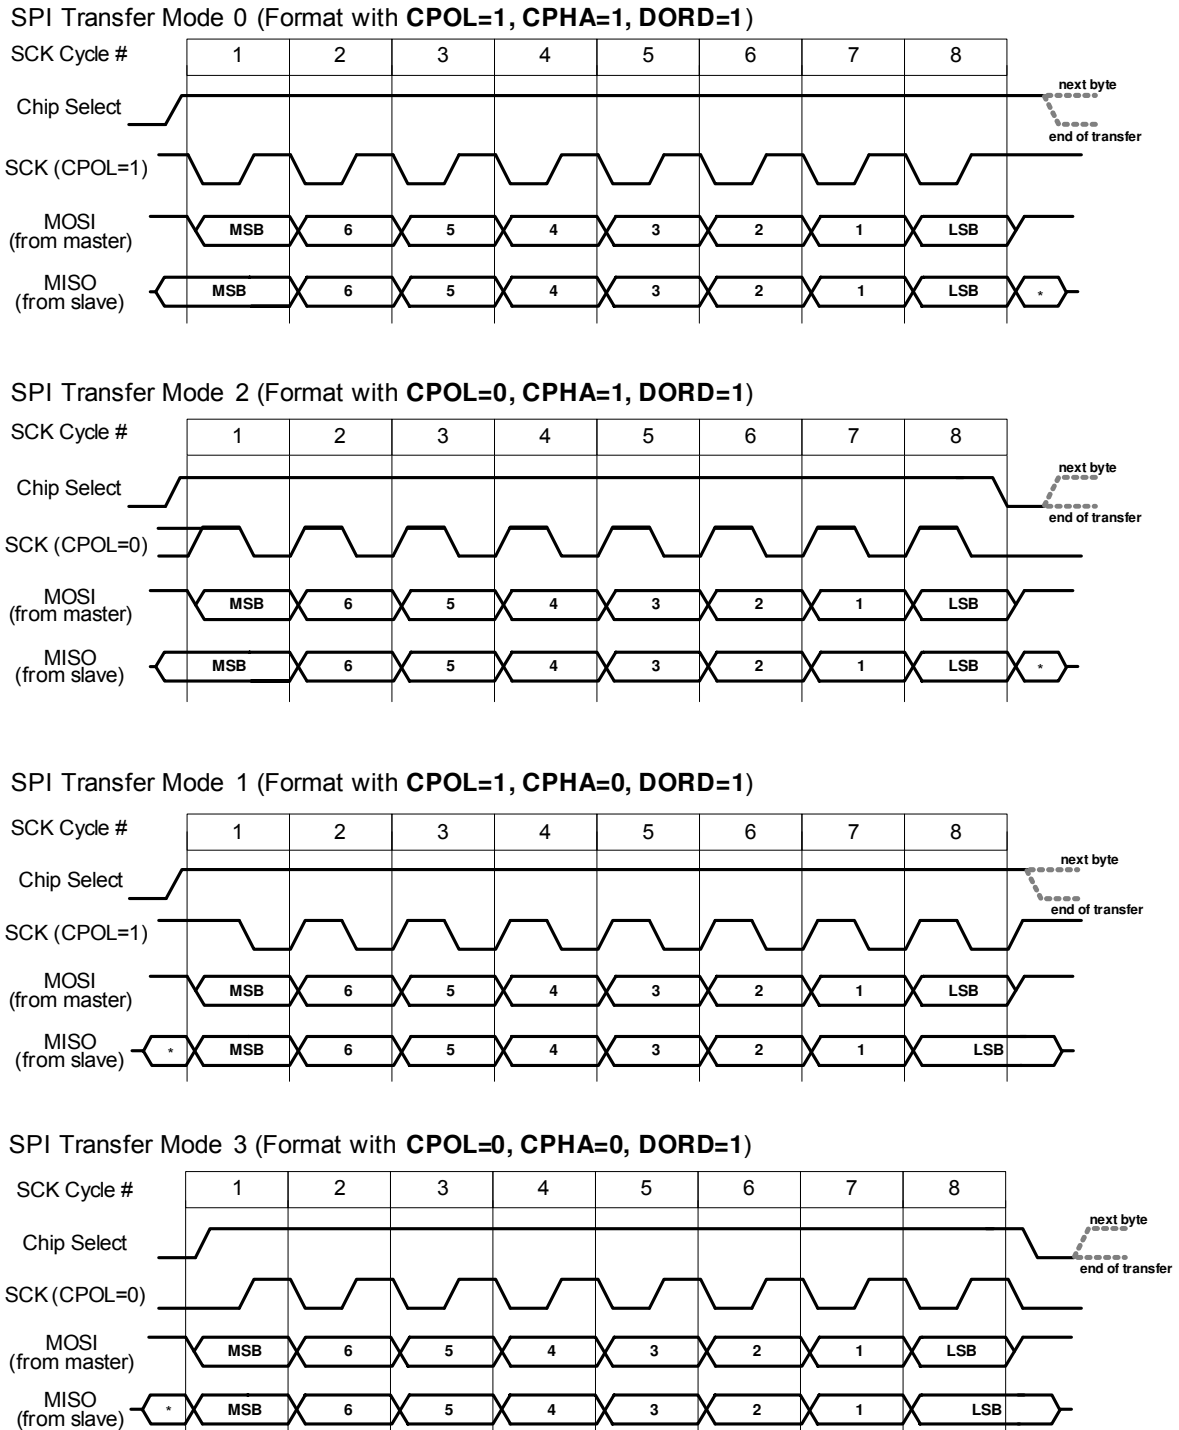 SPI Transfer Mode 0 (Format with CPOL=1, CPHA=1, DORD=1)
SCK Cycle # 1 2 3 4 5 6 7 8
next byte
Chip Select
end of transfer
SCK (CPOL=1)
MOSI
(from master)
MSB 6 5 4 3 2 1 LSB
MISO
(from slave)
MSB 6 5 4 3 2 1 LSB *
SPI Transfer Mode 2 (Format with CPOL=0, CPHA=1, DORD=1)
SCK Cycle # 1 2 3 4 5 6 7 8
next byte
Chip Select
end of transfer
SCK (CPOL=0)
MOSI
(from master)
MSB 6 5 4 3 2 1 LSB
MISO
(from slave)
MSB 6 5 4 3 2 1 LSB *
SPI Transfer Mode 1 (Format with CPOL=1, CPHA=0, DORD=1)
SCK Cycle # 1 2 3 4 5 6 7 8
next byte
Chip Select
end of transfer
SCK (CPOL=1)
MOSI
(from master)
MSB 6 5 4 3 2 1 LSB
MISO
(from slave)
* MSB 6 5 4 3 2 1 LSB
SPI Transfer Mode 3 (Format with CPOL=0, CPHA=0, DORD=1)
SCK Cycle # 1 2 3 4 5 6 7 8
next byte
Chip Select
end of transfer
SCK (CPOL=0)
MOSI
(from master)
MSB 6 5 4 3 2 1 LSB
MISO
(from slave)
* MSB 6 5 4 3 2 1 LSB